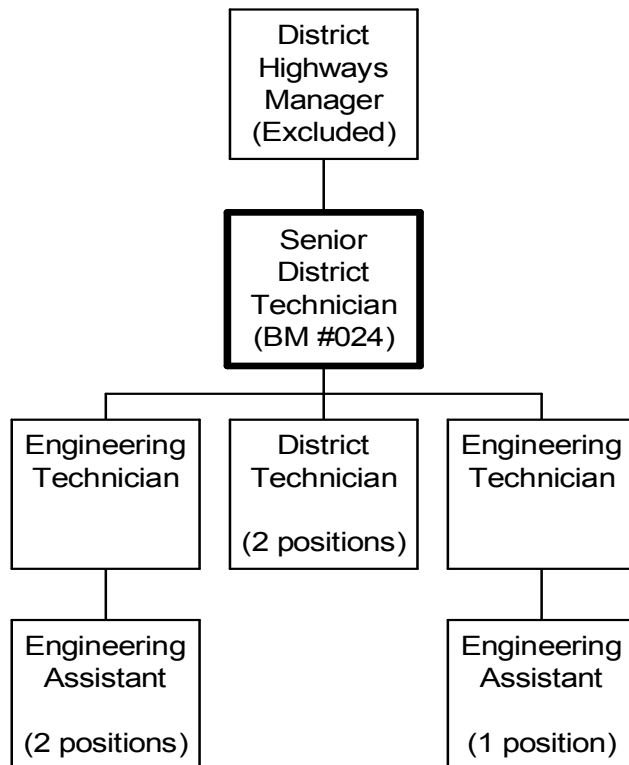 District
Highways
Manager
(Excluded)
Senior
District
Technician
(BM #024)
Engineering
Technician
District
Technician
(2 positions)
Engineering
Technician
Engineering
Assistant
(2 positions)
Engineering
Assistant
(1 position)